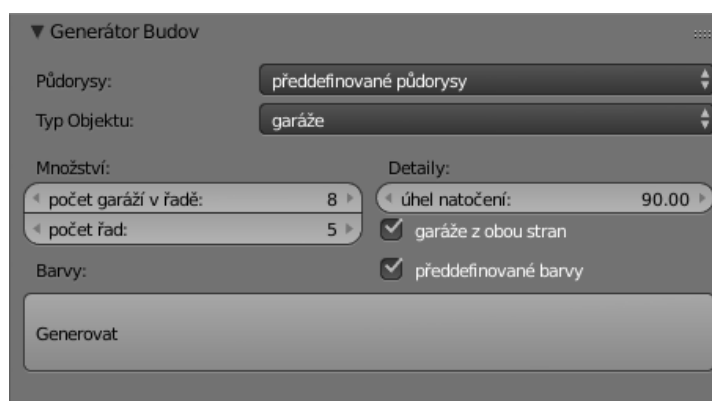 Generátor Budov
Půdorysy: předdefinované půdorysy
Typ Objektu: garáže
Množství: Detaily:
počet garáží v řadě: 8 úhel natočení: 90.00
počet řad: 5 garáže z obou stran
Barvy: předdefinované barvy
Generovat